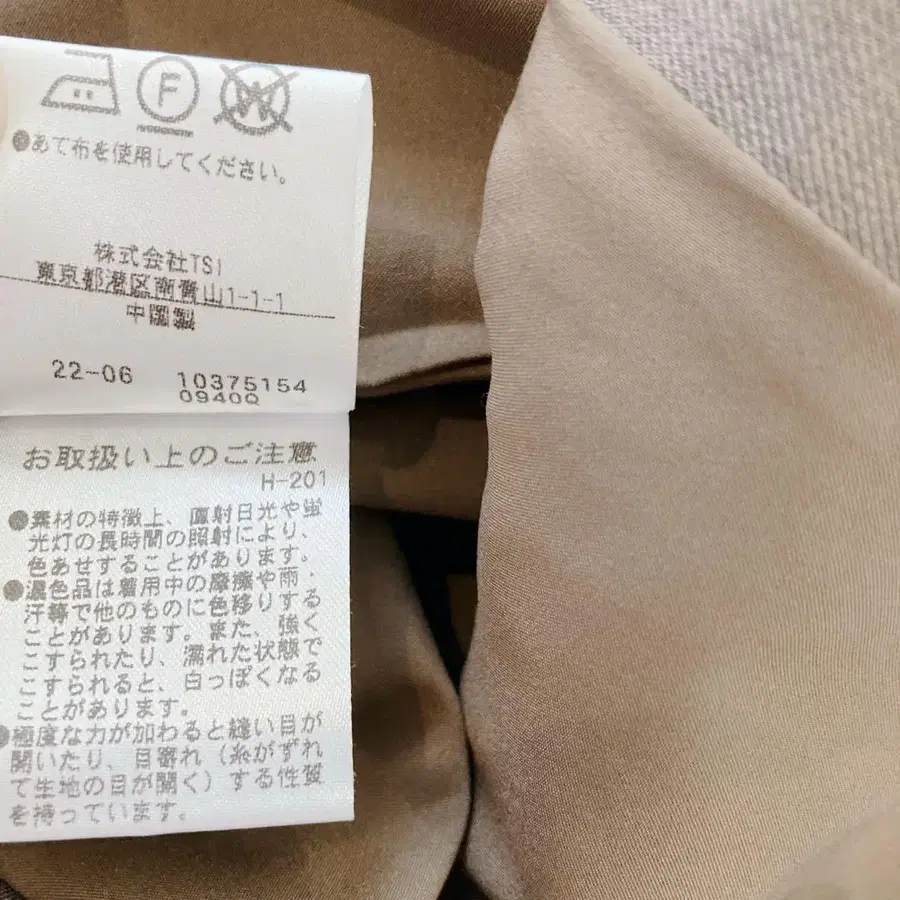 F
W
●あて布を使用してください。
株式会社TSI
東京都港区南青山1-1-1
22-06 10375154
0940Q
お取扱い上のご注意
H-201
●素材の特徴上、直射日光や蛍
光灯の長時間の照射により、
色あせすることがあります。
●濃色品は着用中の摩擦や雨・
汗等で他のものに色移りする
ことがあります。また、強く
こすられたり、濡れた状態で
こすられると、白っぽくなる
ことがあります。
●極度な力が加わると縫い目が
開いたり、目寄れ（糸がずれ
て生地の目が開く）する性質
を持っています。